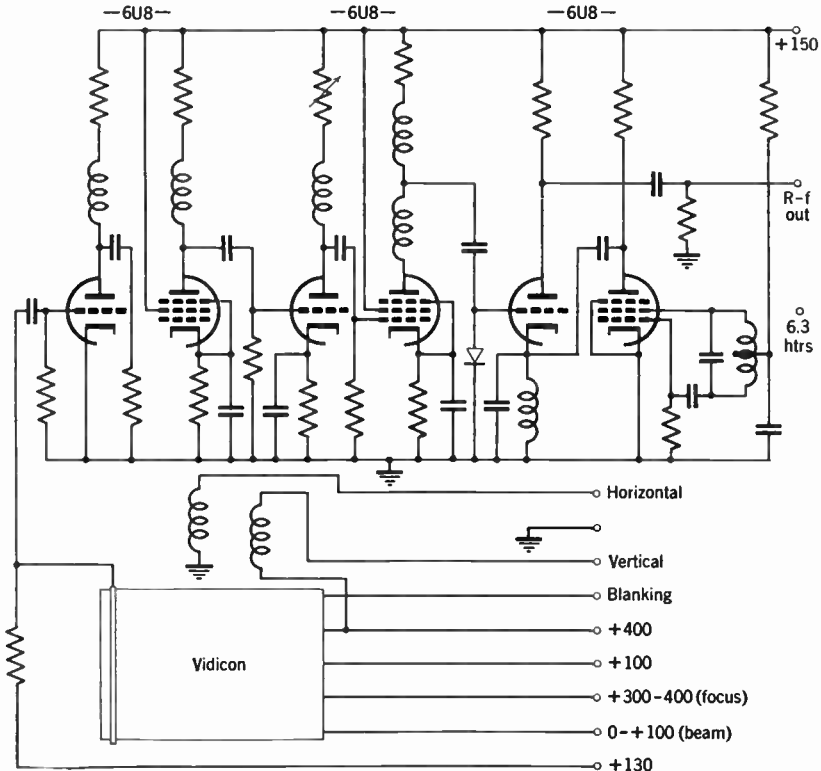 —6U8—
—6U8—
—6U8—
+150
R-f
out
6.3
htrs
Horizontal
Vertical
Blanking
+400
Vidicon
+100
+300-400 (focus)
0-+100 (beam)
+130